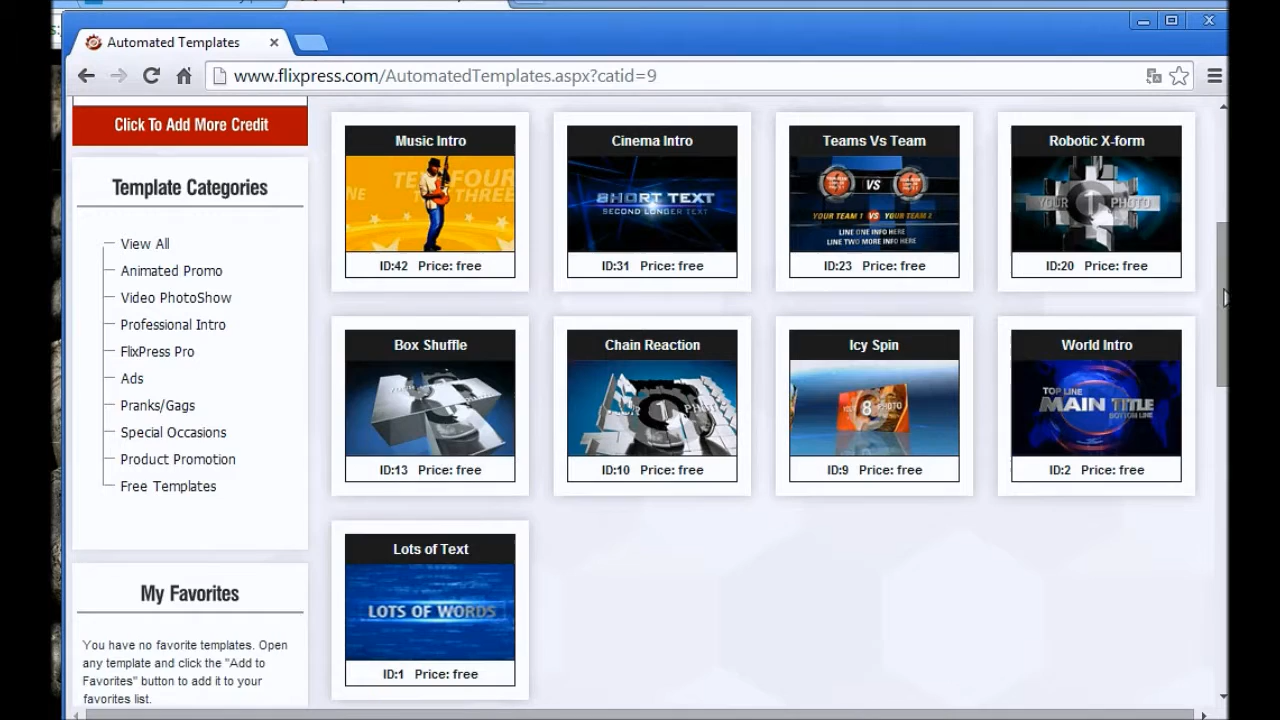 Automated Templates
www.flixpress.com/AutomatedTemplates.aspx?catid=9
Click To Add More Credit
Template Categories
View All
Animated Promo
Video PhotoShow
Professional Intro
FlixPress Pro
Ads
Pranks/Gags
Special Occasions
Product Promotion
Free Templates
My Favorites
You have no favorite templates. Open
any template and click the "Add to
Favorites" button to add it to your
favorites list.
Music Intro
ID:42 Price: free
Cinema Intro
SHORT TEXT
SECOND LONGER TEXT
ID:31 Price: free
Teams Vs Team
VS
YOUR TEAM 1 VS YOUR TEAM 2
LINE ONE INFO HERE
LINE TWO MORE INFO HERE
ID:23 Price: free
Robotic X-form
YOUR 1 PHOTO
ID:20 Price: free
Box Shuffle
ID:13 Price: free
Chain Reaction
ID:10 Price: free
Icy Spin
8
ID:9 Price: free
World Intro
TOP LINE
MAIN TITLE
BOTTOM LINE
ID:2 Price: free
Lots of Text
LOTS OF WORDS
ID:1 Price: free